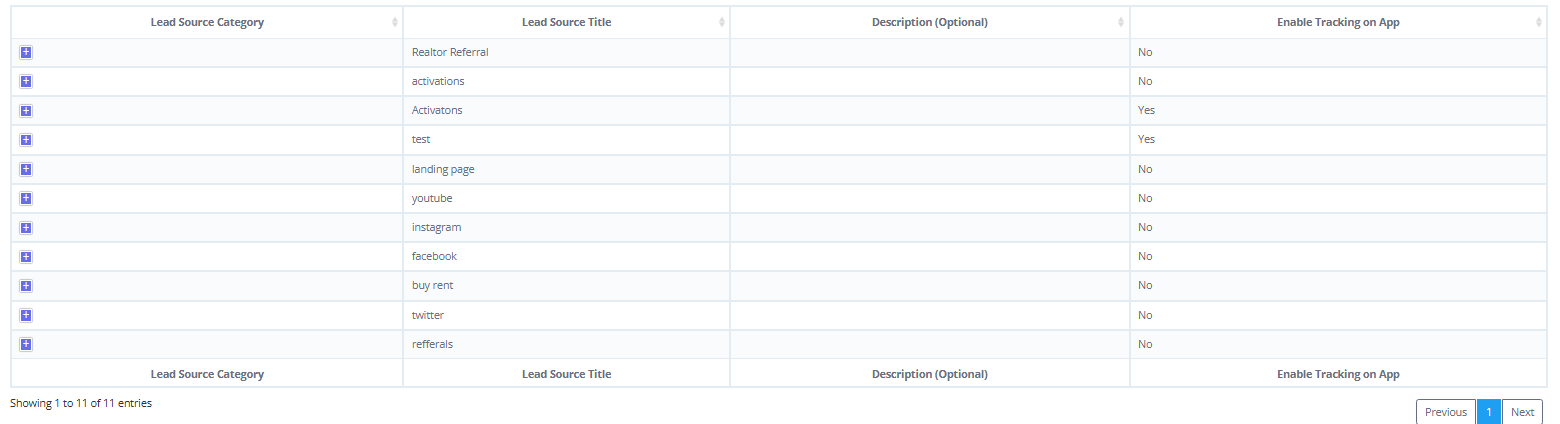 Lead Source Category Lead Source Title Description (Optional) Enable Tracking on App
Realtor Referral No
activations No
Activatons Yes
test Yes
landing page No
youtube No
instagram No
facebook No
buy rent No
twitter No
refferals No
Lead Source Category Lead Source Title Description (Optional) Enable Tracking on App
Showing 1 to 11 of 11 entries
Previous 1 Next